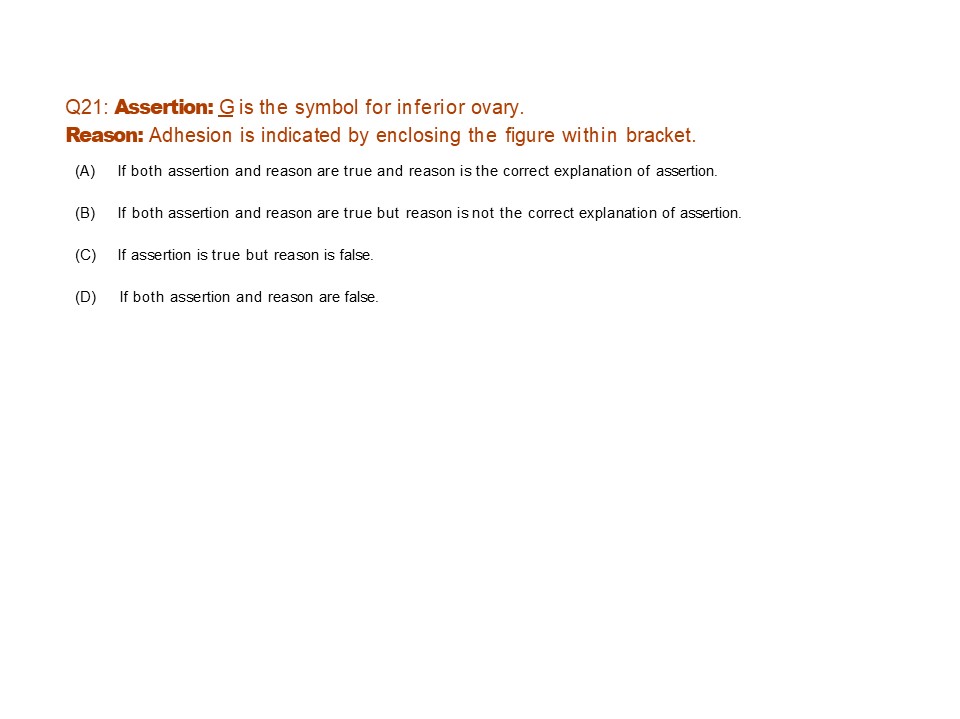 Q21: Assertion: G is the symbol for inferior ovary.
Reason: Adhesion is indicated by enclosing the figure within bracket.
(A) If both assertion and reason are true and reason is the correct explanation of assertion.
(B) If both assertion and reason are true but reason is not the correct explanation of assertion.
(C) If assertion is true but reason is false.
(D) If both assertion and reason are false.